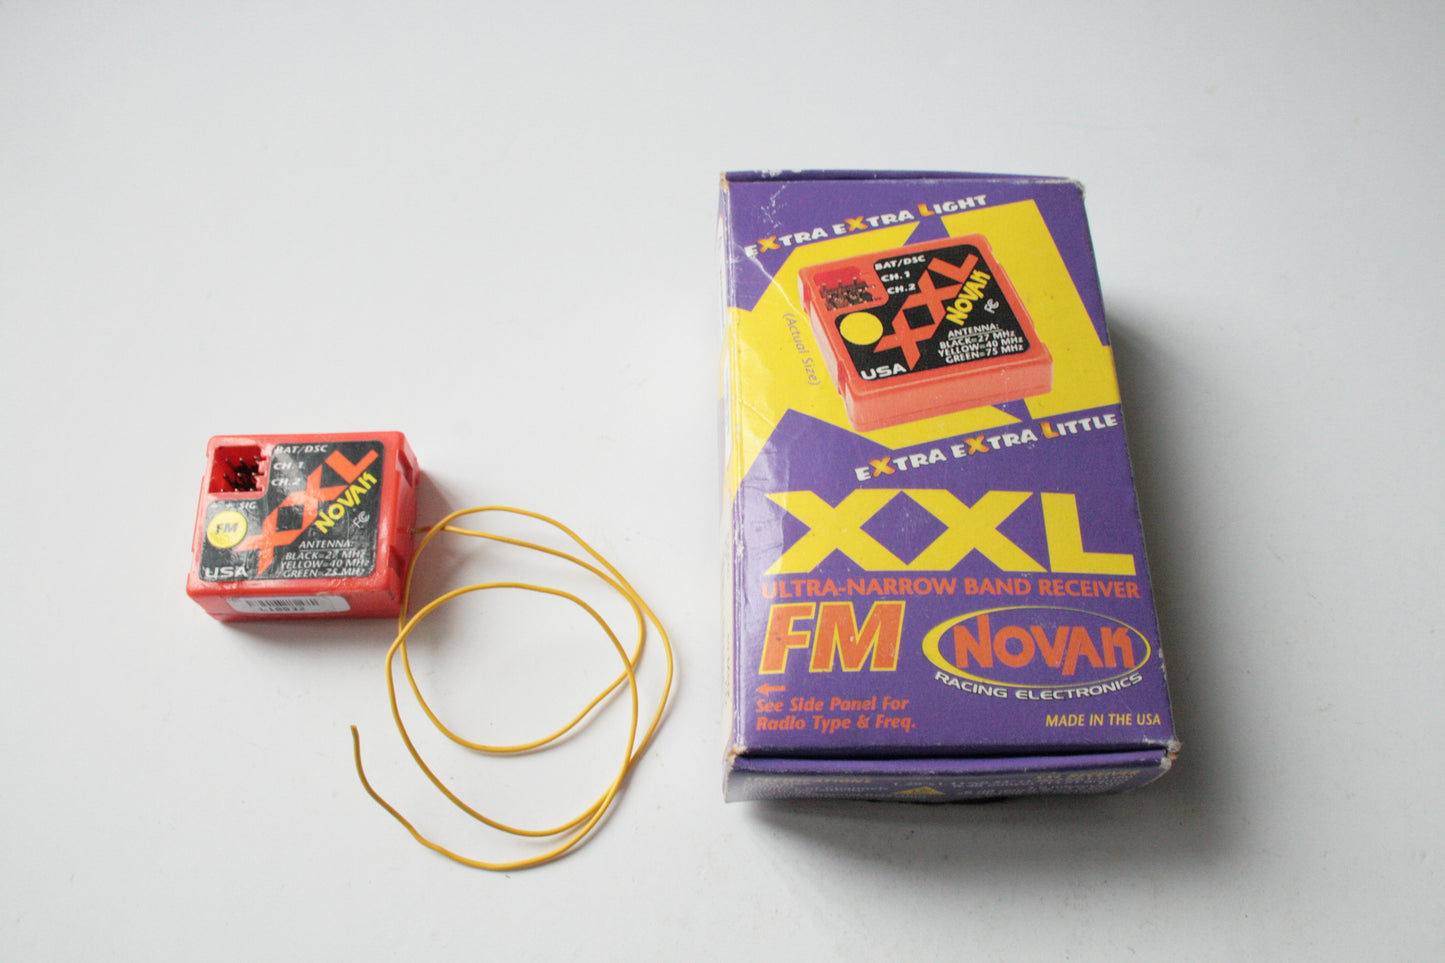 BAT/DSC
CH. 1
CH. 2
- + SIG
XXL
NOVAK
FM
FC
USA
ANTENNA:
BLACK=27 MHz
YELLOW=40 MHz
GREEN=75 MHz
EXTRA EXTRA LIGHT
BAT/DSC
CH. 1
CH. 2
XXL
NOVAK
FC
ANTENNA:
BLACK=27 MHz
YELLOW=40 MHz
GREEN=75 MHz
USA
(Actual Size)
EXTRA EXTRA LITTLE
XXL
ULTRA-NARROW BAND RECEIVER
FM
NOVAK
RACING ELECTRONICS
See Side Panel For
Radio Type & Freq.
MADE IN THE USA